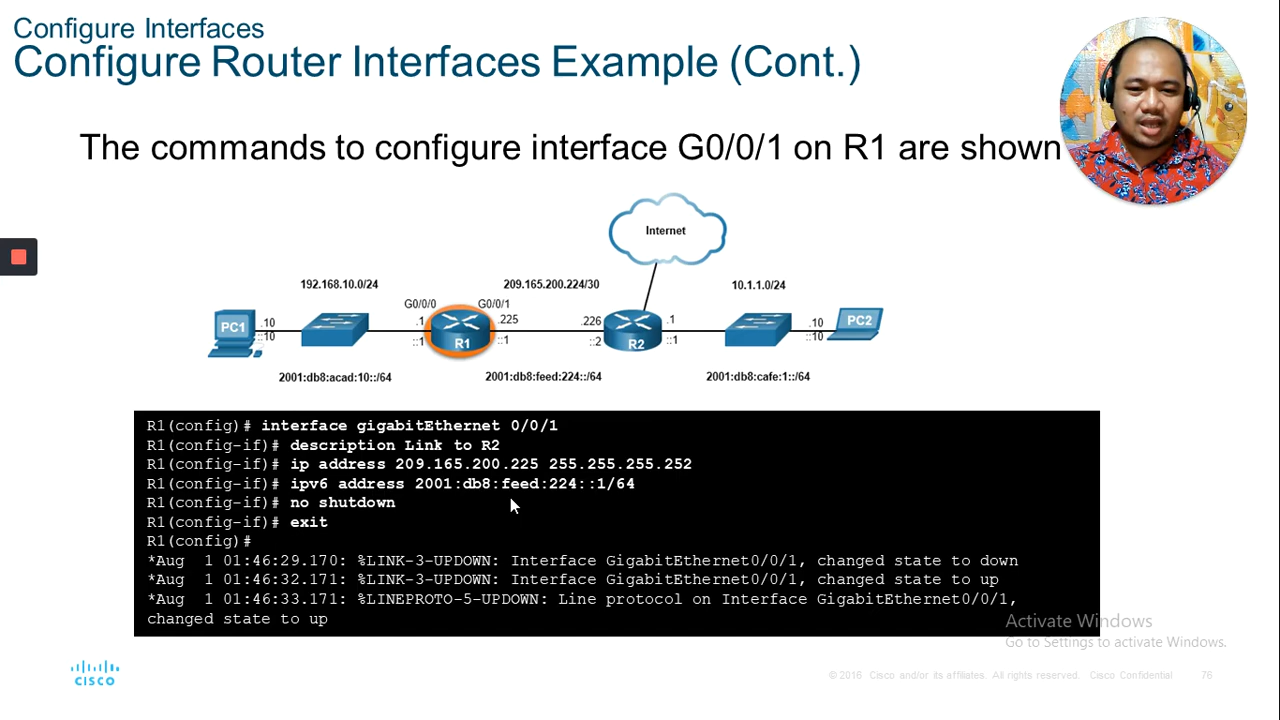 Configure Interfaces
Configure Router Interfaces Example (Cont.)
The commands to configure interface G0/0/1 on R1 are shown
Internet
192.168.10.0/24
209.165.200.224/30
10.1.1.0/24
G0/0/0
G0/0/1
PC1
.10
::10
.1
::1
R1
.225
::1
.226
::2
R2
.1
::1
.10
::10
PC2
2001:db8:acad:10::/64
2001:db8:feed:224::/64
2001:db8:cafe:1::/64
R1(config)# interface gigabitEthernet 0/0/1
R1(config-if)# description Link to R2
R1(config-if)# ip address 209.165.200.225 255.255.255.252
R1(config-if)# ipv6 address 2001:db8:feed:224::1/64
R1(config-if)# no shutdown
R1(config-if)# exit
R1(config)#
*Aug  1 01:46:29.170: %LINK-3-UPDOWN: Interface GigabitEthernet0/0/1, changed state to down
*Aug  1 01:46:32.171: %LINK-3-UPDOWN: Interface GigabitEthernet0/0/1, changed state to up
*Aug  1 01:46:33.171: %LINEPROTO-5-UPDOWN: Line protocol on Interface GigabitEthernet0/0/1,
changed state to up
Activate Windows
Go to Settings to activate Windows.
CISCO
© 2016 Cisco and/or its affiliates. All rights reserved. Cisco Confidential
76